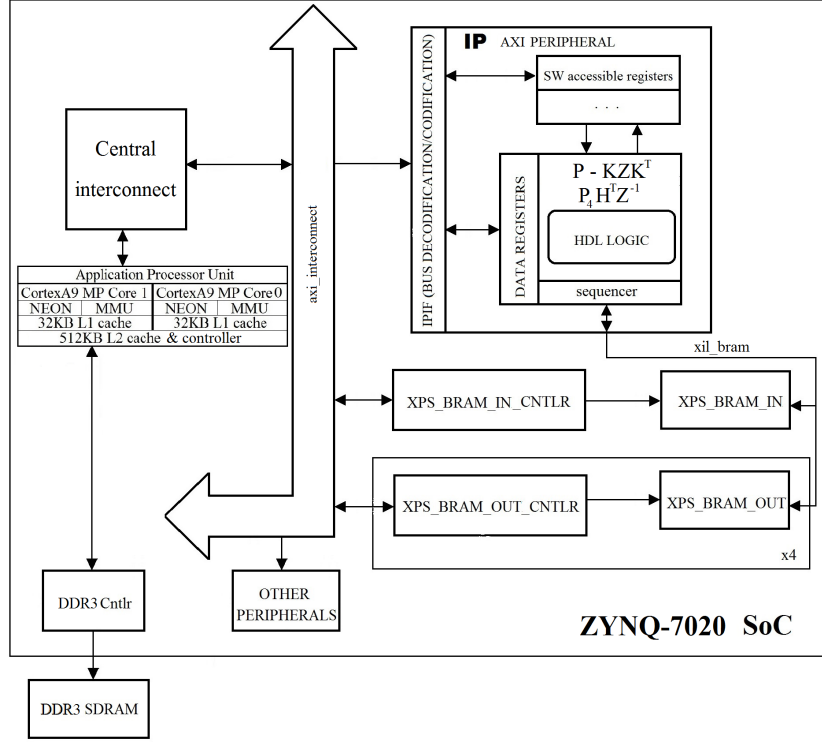 IP AXI PERIPHERAL
SW accessible registers
. . .
IPIF (BUS DECODIFICATION/CODIFICATION)
DATA REGISTERS
P - KZKᵀ
P₄HᵀZ⁻¹
HDL LOGIC
sequencer
Central
interconnect
axi_interconnect
Application Processor Unit
CortexA9 MP Core 1 CortexA9 MP Core 0
NEON MMU NEON MMU
32KB L1 cache 32KB L1 cache
512KB L2 cache & controller
xil_bram
XPS_BRAM_IN_CNTLR
XPS_BRAM_IN
XPS_BRAM_OUT_CNTLR
XPS_BRAM_OUT
x4
DDR3 Cntlr
OTHER
PERIPHERALS
ZYNQ-7020 SoC
DDR3 SDRAM